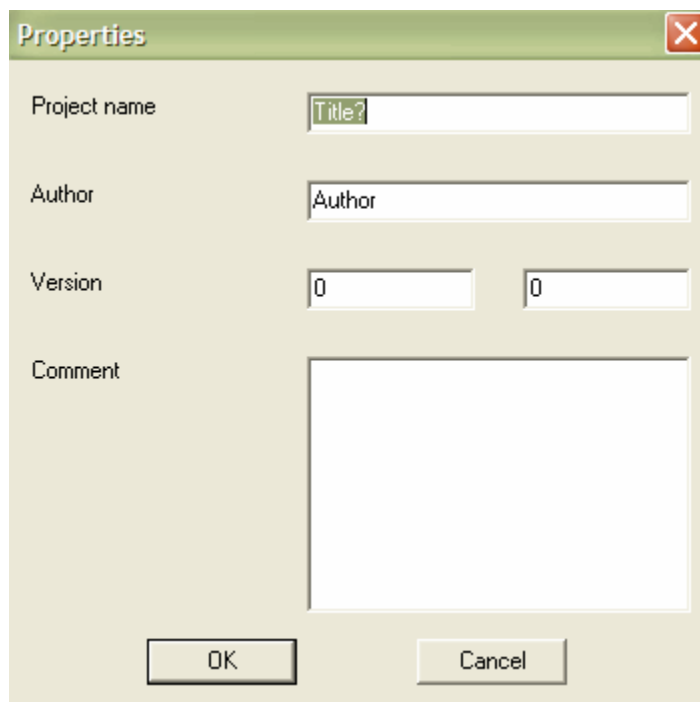 Properties
Project name Title?
Author Author
Version 0 0
Comment
OK Cancel